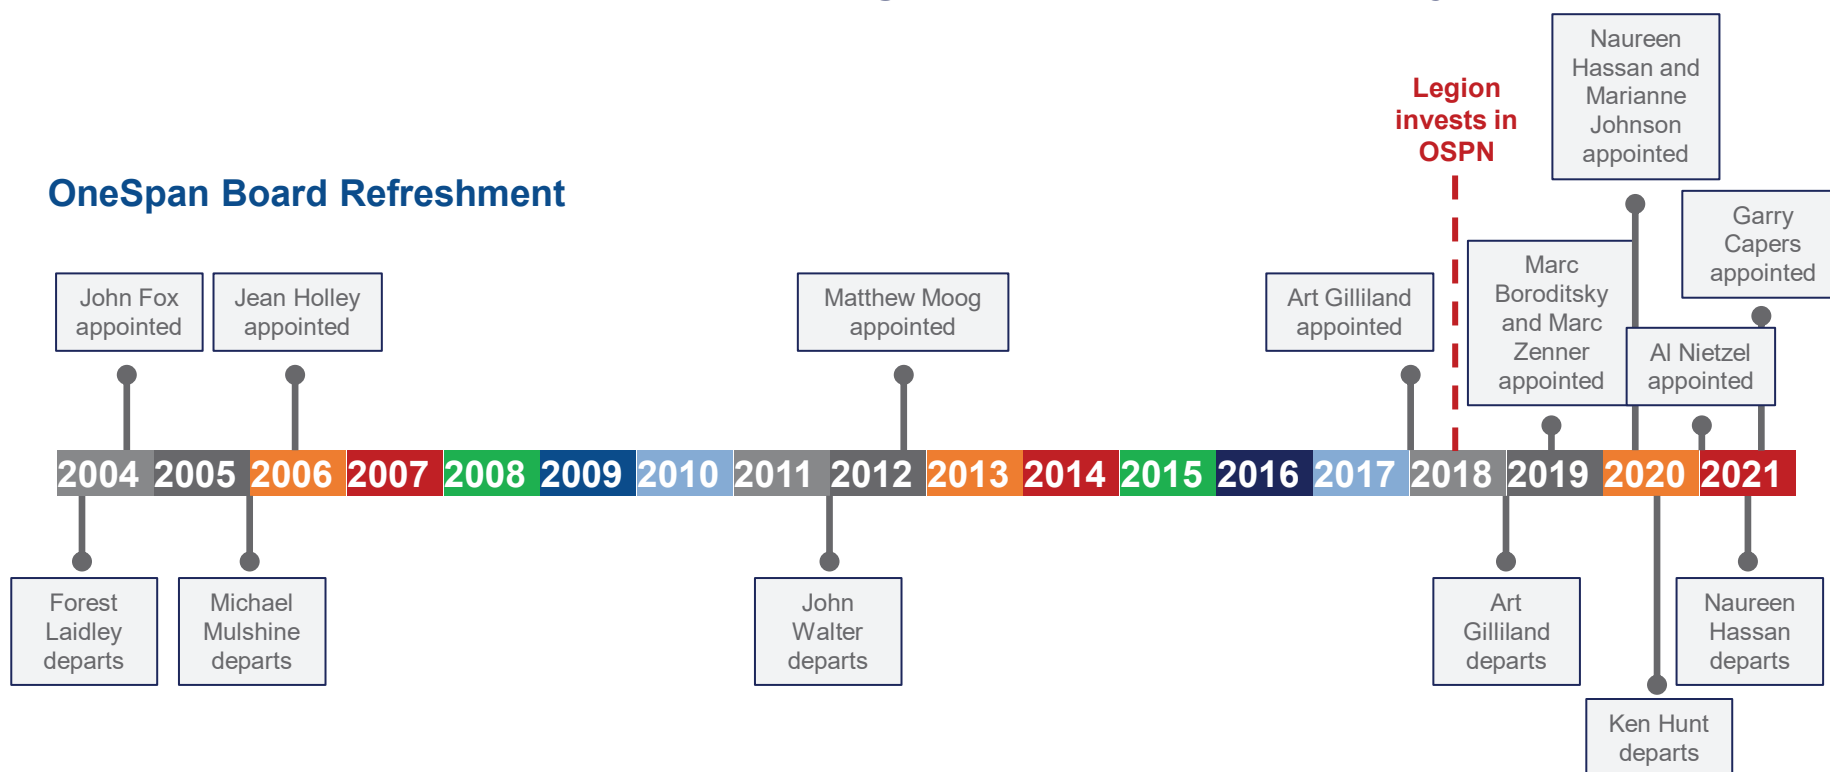 Naureen
Hassan and
Marianne
Johnson
appointed
Legion
invests in
OSPN
OneSpan Board Refreshment
Garry
Capers
appointed
John Fox
appointed
Jean Holley
appointed
Matthew Moog
appointed
Art Gilliland
appointed
Marc
Boroditsky
and Marc
Zenner
appointed
Al Nietzel
appointed
2004 2005 2006 2007 2008 2009 2010 2011 2012 2013 2014 2015 2016 2017 2018 2019 2020 2021
Forest
Laidley
departs
Michael
Mulshine
departs
John
Walter
departs
Art
Gilliland
departs
Naureen
Hassan
departs
Ken Hunt
departs